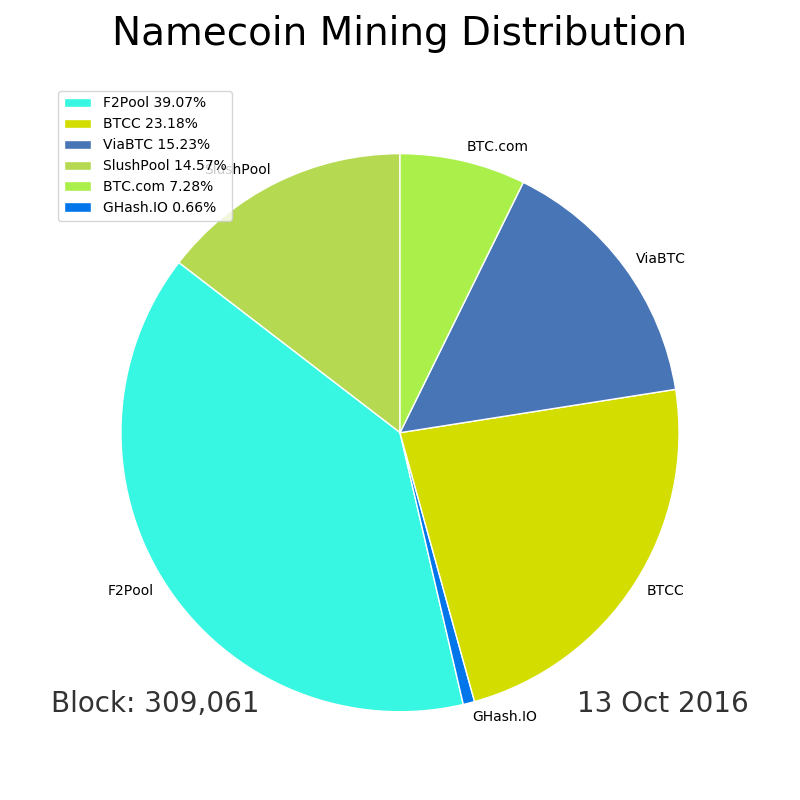 Namecoin Mining Distribution
F2Pool 39.07%
BTCC 23.18%
ViaBTC 15.23%
SlushPool 14.57%
BTC.com 7.28%
GHash.IO 0.66%
SlushPool
BTC.com
ViaBTC
F2Pool
BTCC
GHash.IO
Block: 309,061
13 Oct 2016